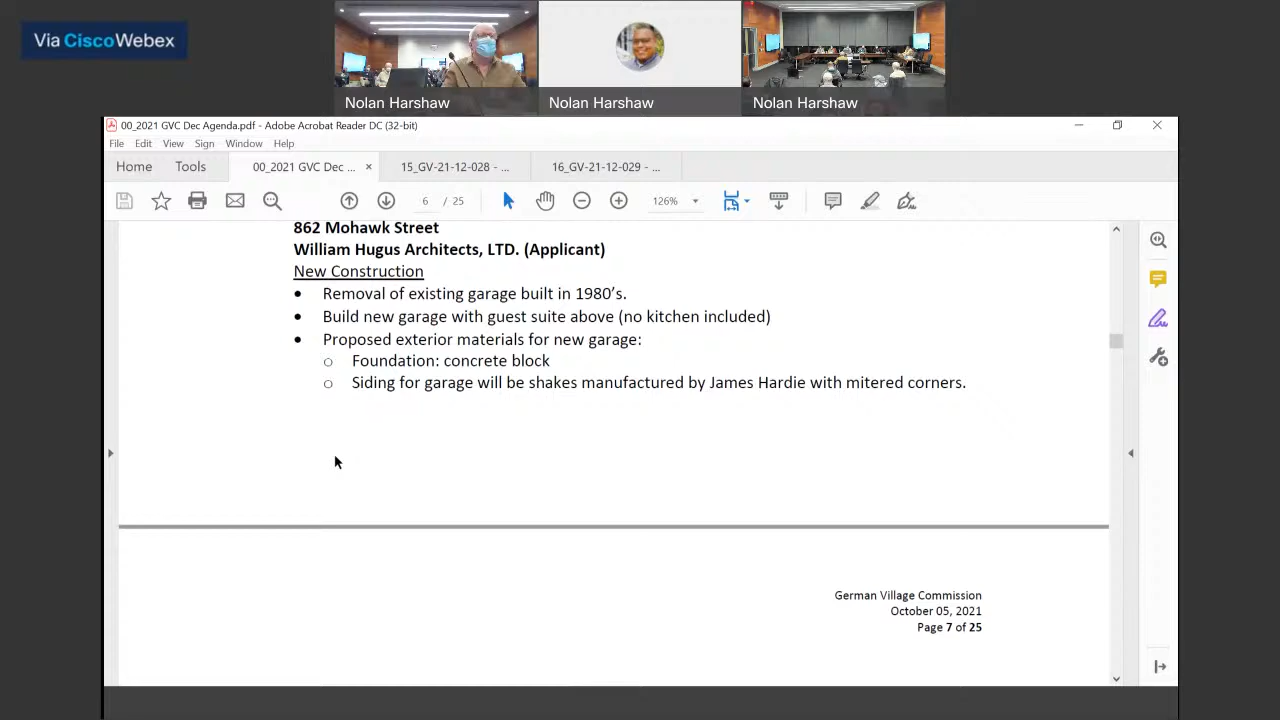 Via CiscoWebex
Nolan Harshaw
Nolan Harshaw
Nolan Harshaw
00_2021 GVC Dec Agenda.pdf - Adobe Acrobat Reader DC (32-bit)
File Edit View Sign Window Help
Home Tools 00_2021 GVC Dec ... × 15_GV-21-12-028 - ... 16_GV-21-12-029 - ...
6 / 25 126%
862 Mohawk Street
William Hugus Architects, LTD. (Applicant)
New Construction
• Removal of existing garage built in 1980’s.
• Build new garage with guest suite above (no kitchen included)
• Proposed exterior materials for new garage:
o Foundation: concrete block
o Siding for garage will be shakes manufactured by James Hardie with mitered corners.
German Village Commission
October 05, 2021
Page 7 of 25